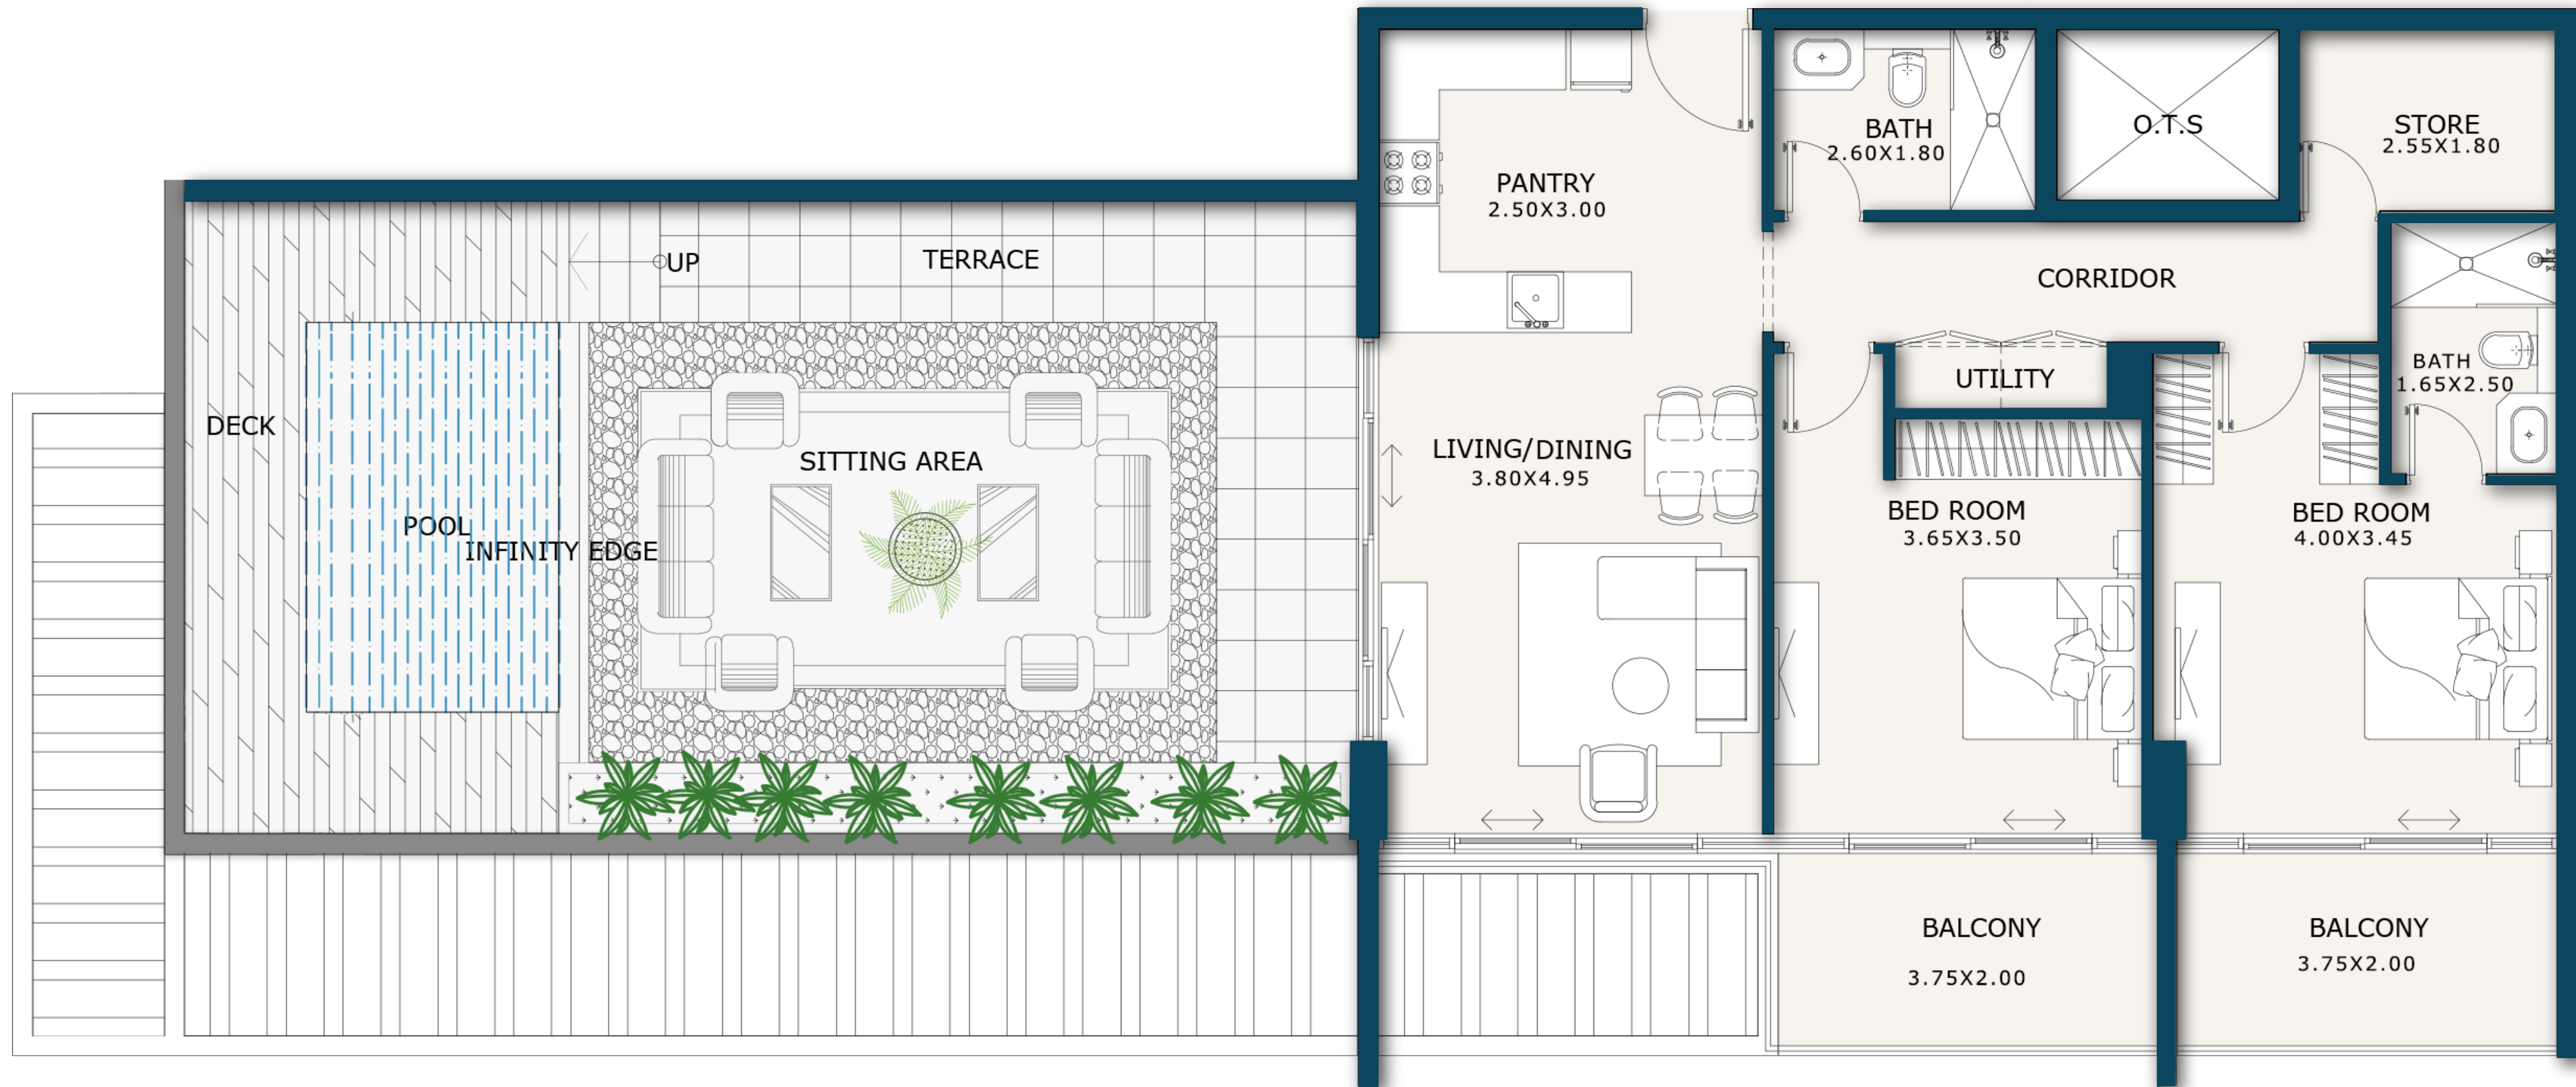 BATH
2.60X1.80
O.T.S
STORE
2.55X1.80
PANTRY
2.50X3.00
UP
TERRACE
CORRIDOR
BATH
1.65X2.50
UTILITY
DECK
SITTING AREA
LIVING/DINING
3.80X4.95
POOL
INFINITY EDGE
BED ROOM
3.65X3.50
BED ROOM
4.00X3.45
BALCONY
3.75X2.00
BALCONY
3.75X2.00